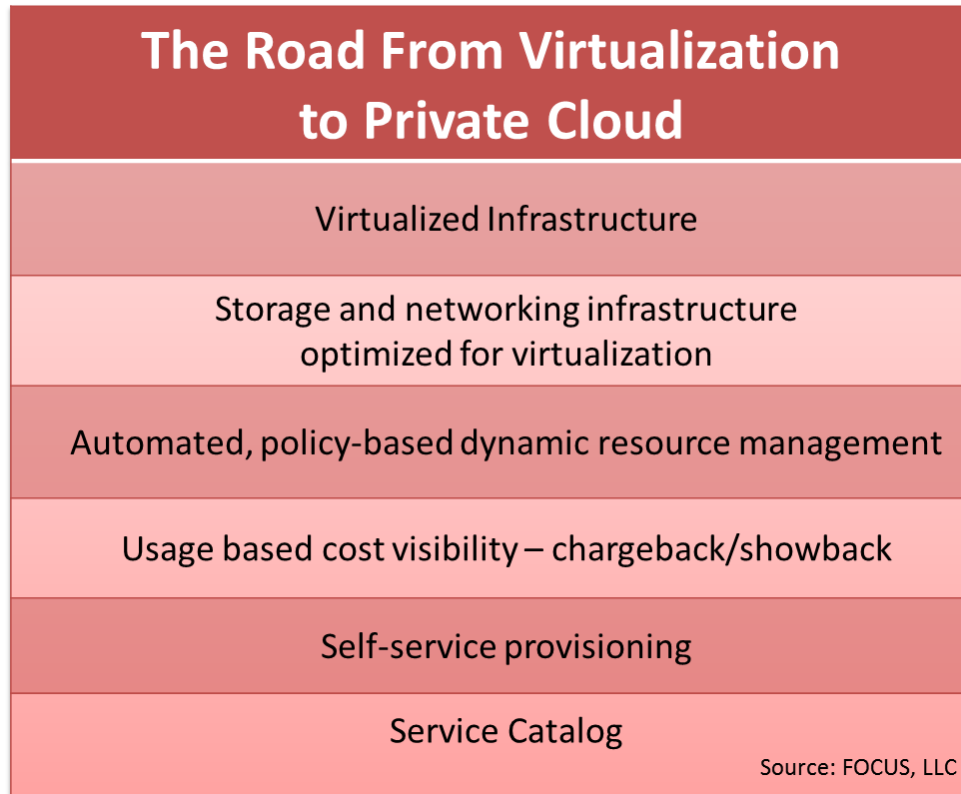 The Road From Virtualization
to Private Cloud
Virtualized Infrastructure
Storage and networking infrastructure
optimized for virtualization
Automated, policy-based dynamic resource management
Usage based cost visibility – chargeback/showback
Self-service provisioning
Service Catalog
Source: FOCUS, LLC